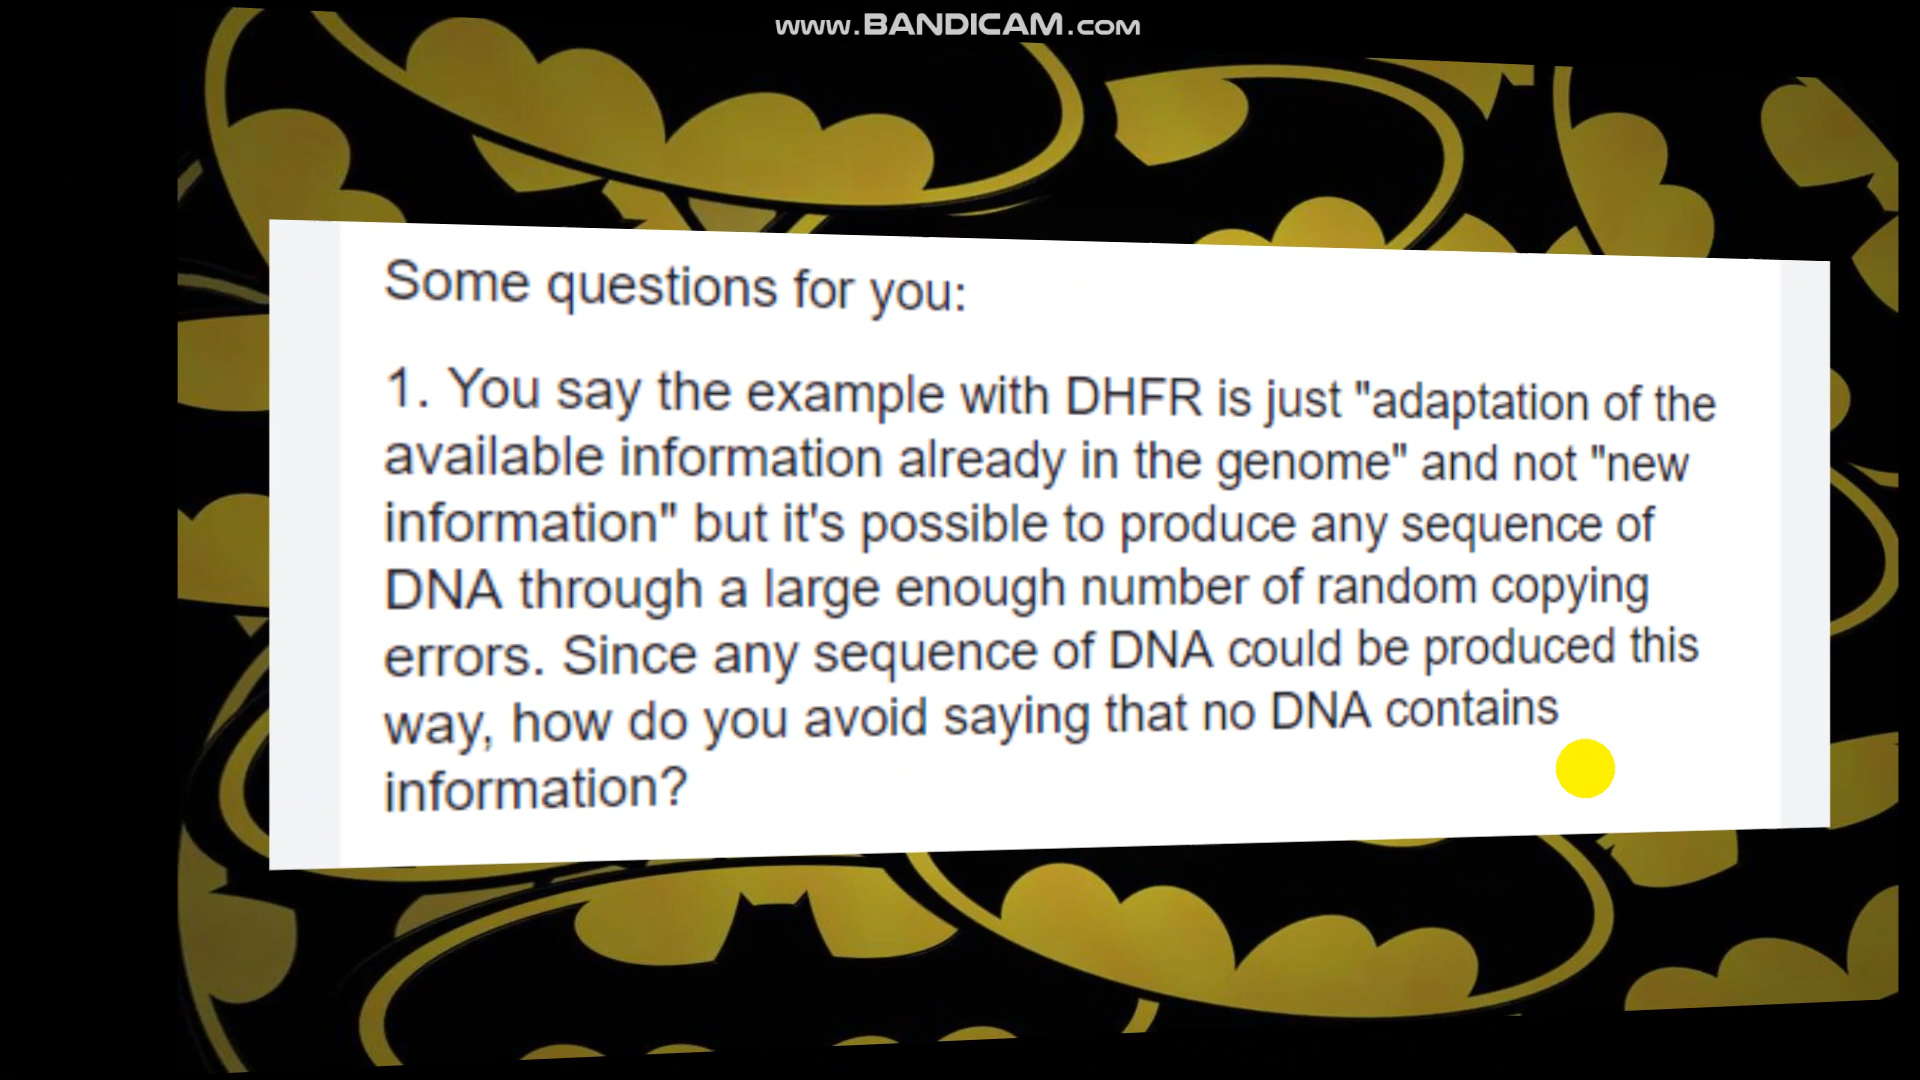 www.BANDICAM.com
Some questions for you:
1. You say the example with DHFR is just "adaptation of the
available information already in the genome" and not "new
information" but it's possible to produce any sequence of
DNA through a large enough number of random copying
errors. Since any sequence of DNA could be produced this
way, how do you avoid saying that no DNA contains
information?